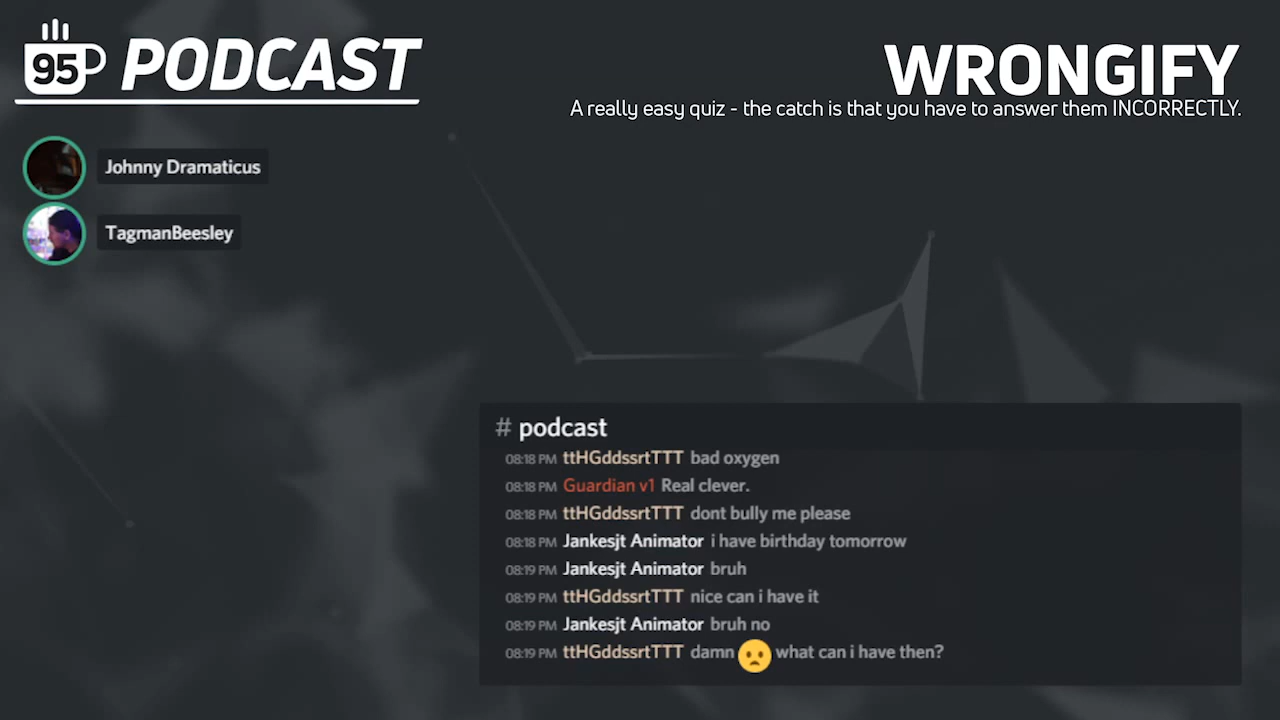 95 PODCAST
WRONGIFY
A really easy quiz - the catch is that you have to answer them INCORRECTLY.
Johnny Dramaticus
TagmanBeesley
# podcast
08:18 PM ttHGddssrtTTT bad oxygen
08:18 PM Guardian v1 Real clever.
08:18 PM ttHGddssrtTTT dont bully me please
08:18 PM Jankesjt Animator i have birthday tomorrow
08:19 PM Jankesjt Animator bruh
08:19 PM ttHGddssrtTTT nice can i have it
08:19 PM Jankesjt Animator bruh no
08:19 PM ttHGddssrtTTT damn what can i have then?